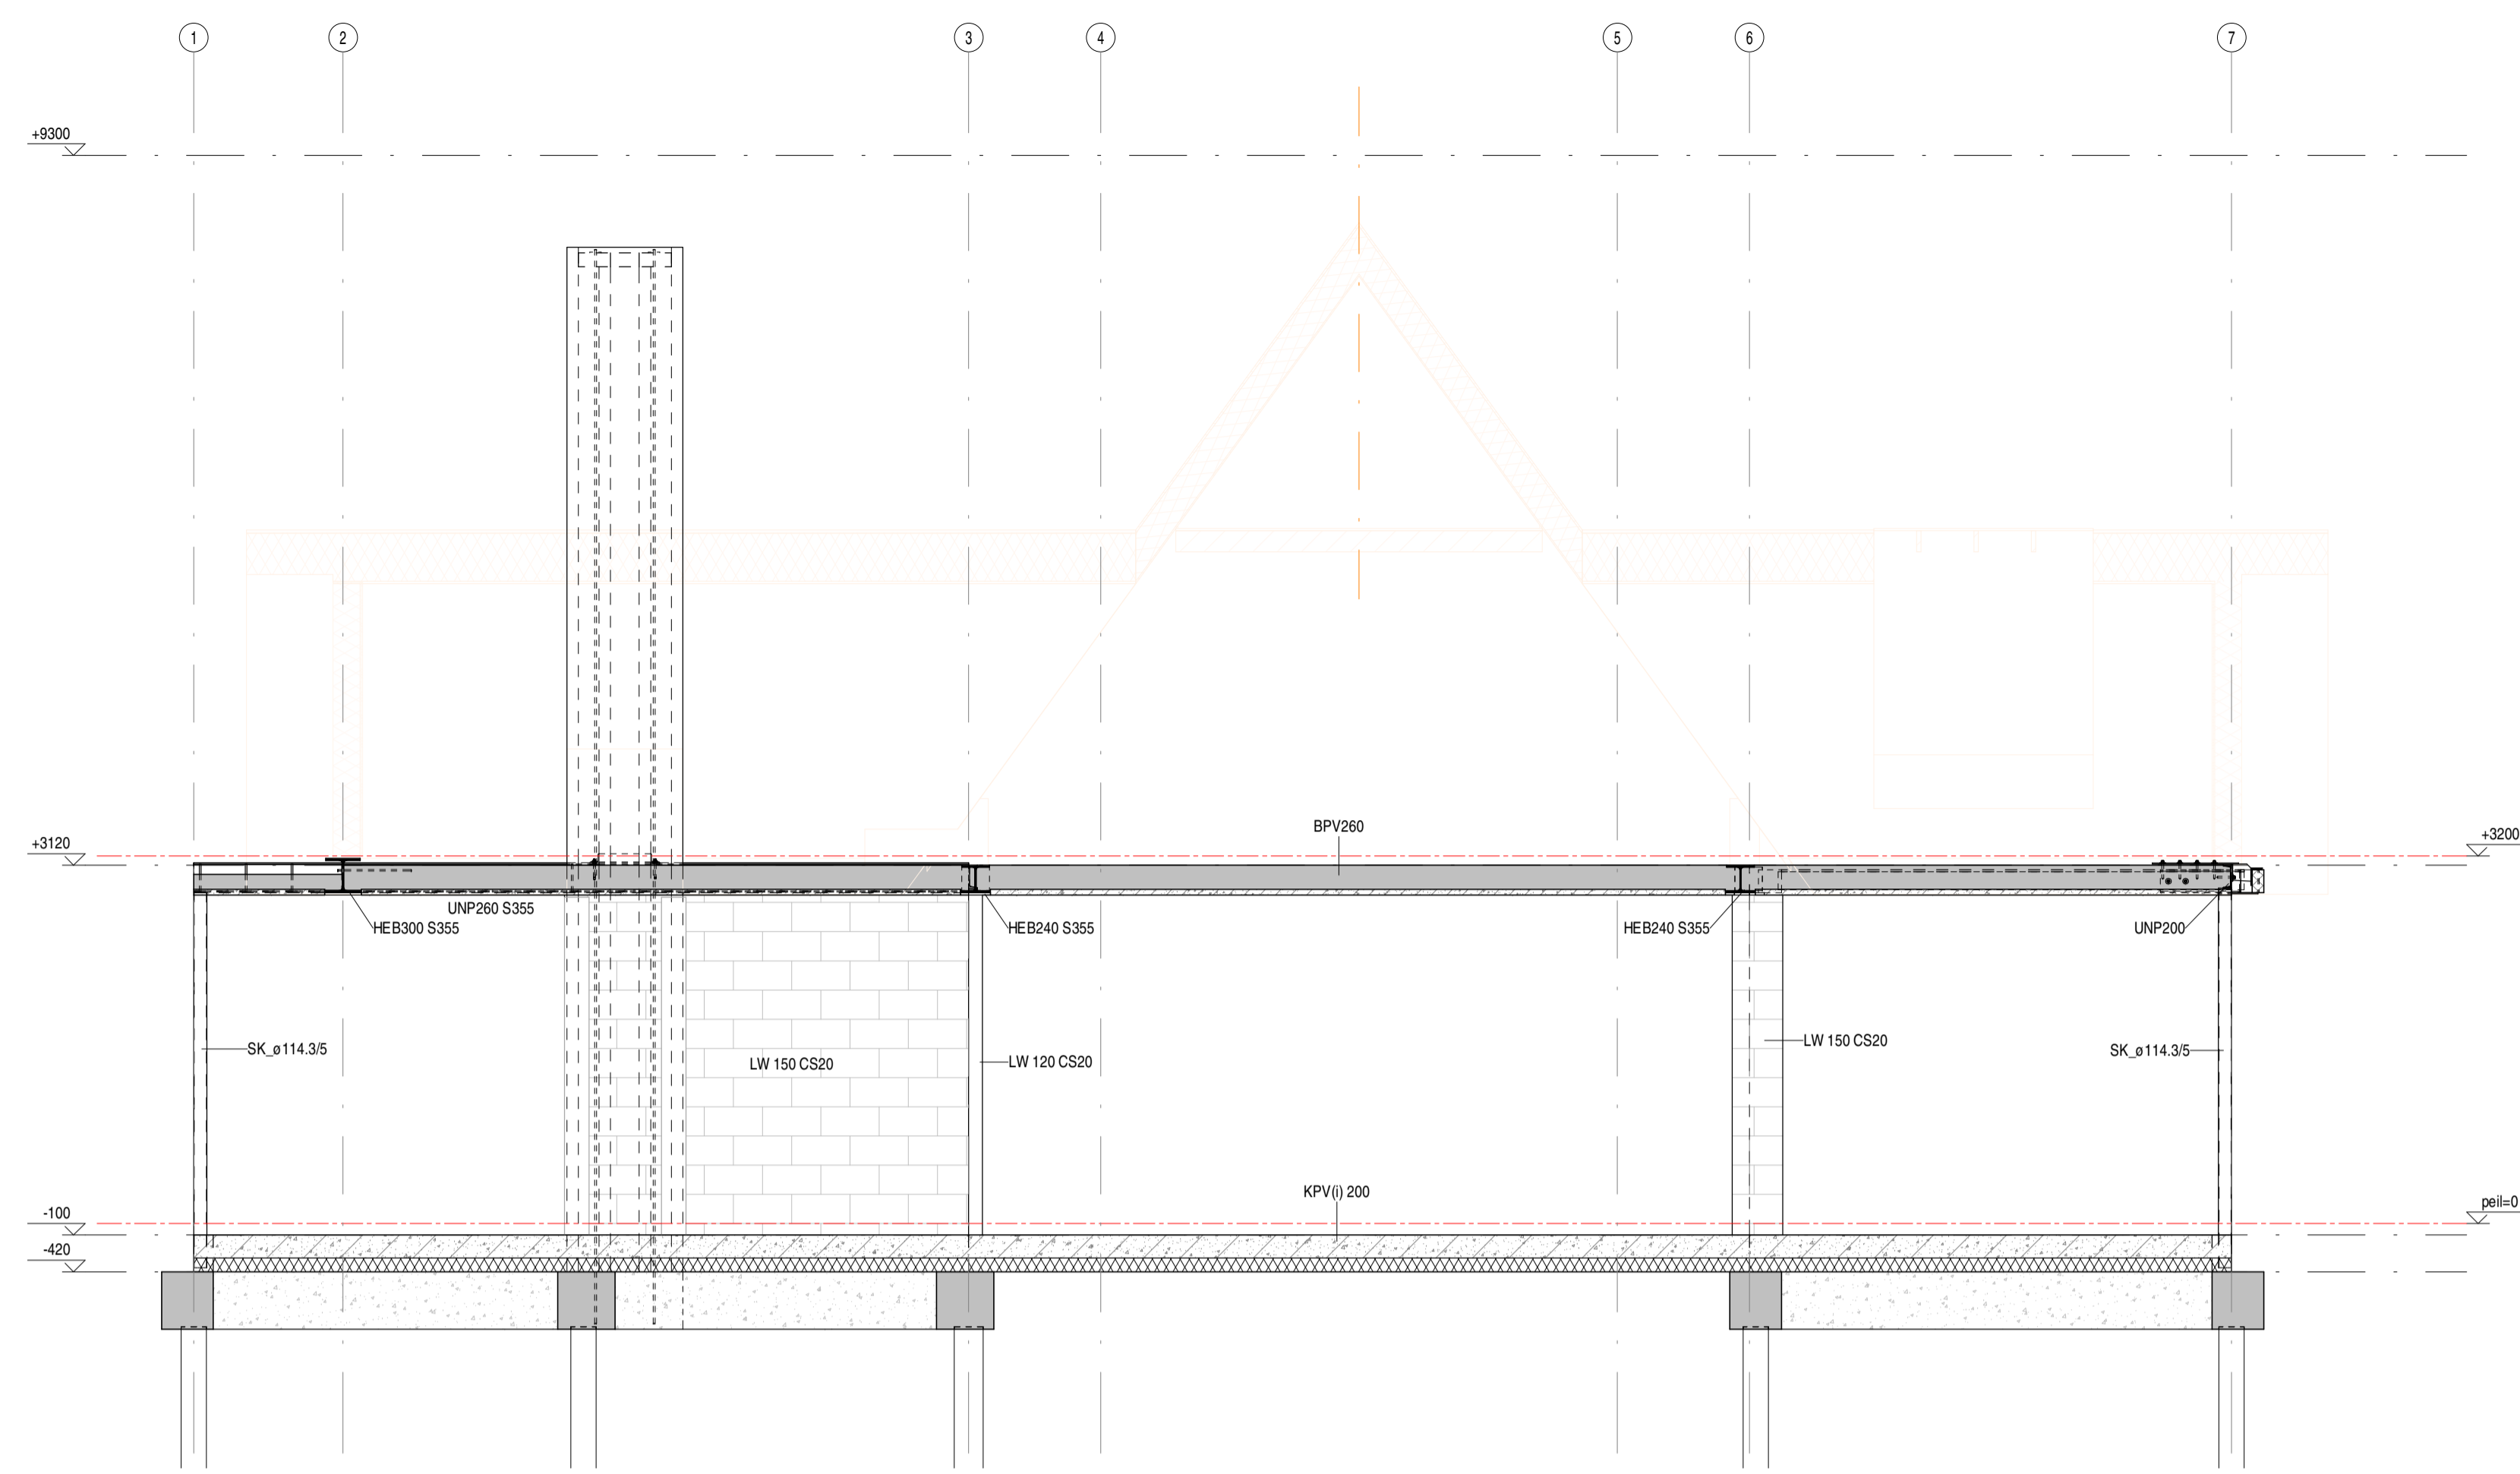 1 2 3 4 5 6 7
+9300
BPV260
+3120
+3200
UNP260 S355
HEB300 S355
HEB240 S355
HEB240 S355
UNP200
SK_ø114.3/5
LW 150 CS20
LW 120 CS20
LW 150 CS20
SK_ø114.3/5
KPV(i) 200
-100
peil=0
-420